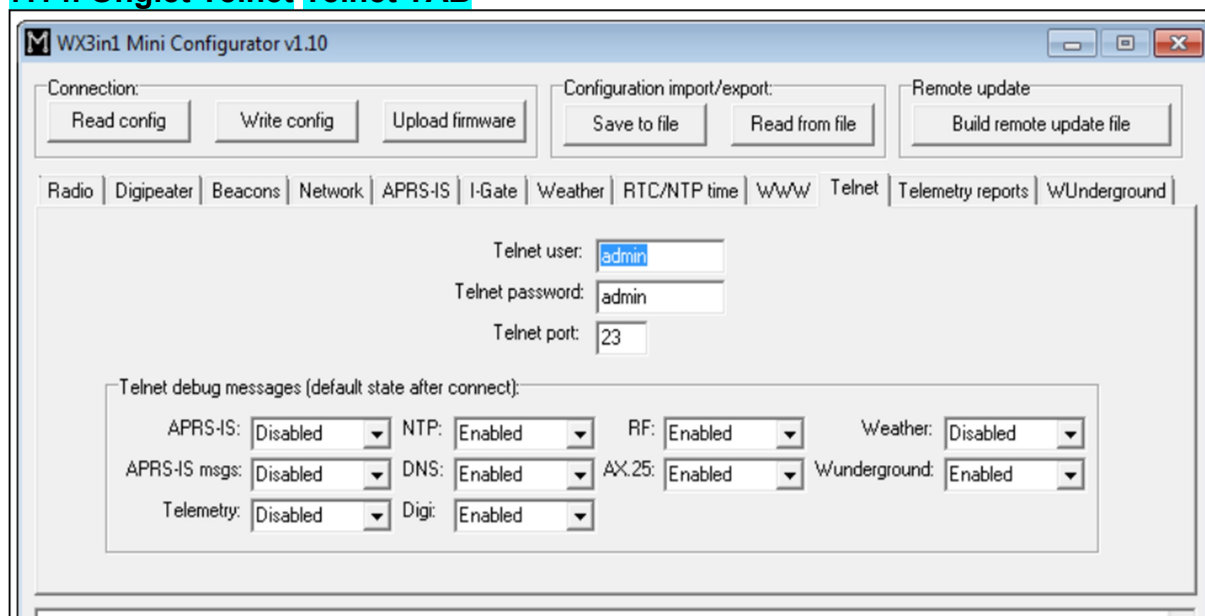 Onglet Telnet Telnet TAB
M WX3in1 Mini Configurator v1.10
Connection: Configuration import/export: Remote update
Read config Write config Upload firmware Save to file Read from file Build remote update file
Radio Digipeater Beacons Network APRS-IS I-Gate Weather RTC/NTP time WWW Telnet Telemetry reports WUnderground
Telnet user: admin
Telnet password: admin
Telnet port: 23
Telnet debug messages (default state after connect):
APRS-IS: Disabled NTP: Enabled RF: Enabled Weather: Disabled
APRS-IS msgs: Disabled DNS: Enabled AX.25: Enabled Wunderground: Enabled
Telemetry: Disabled Digi: Enabled